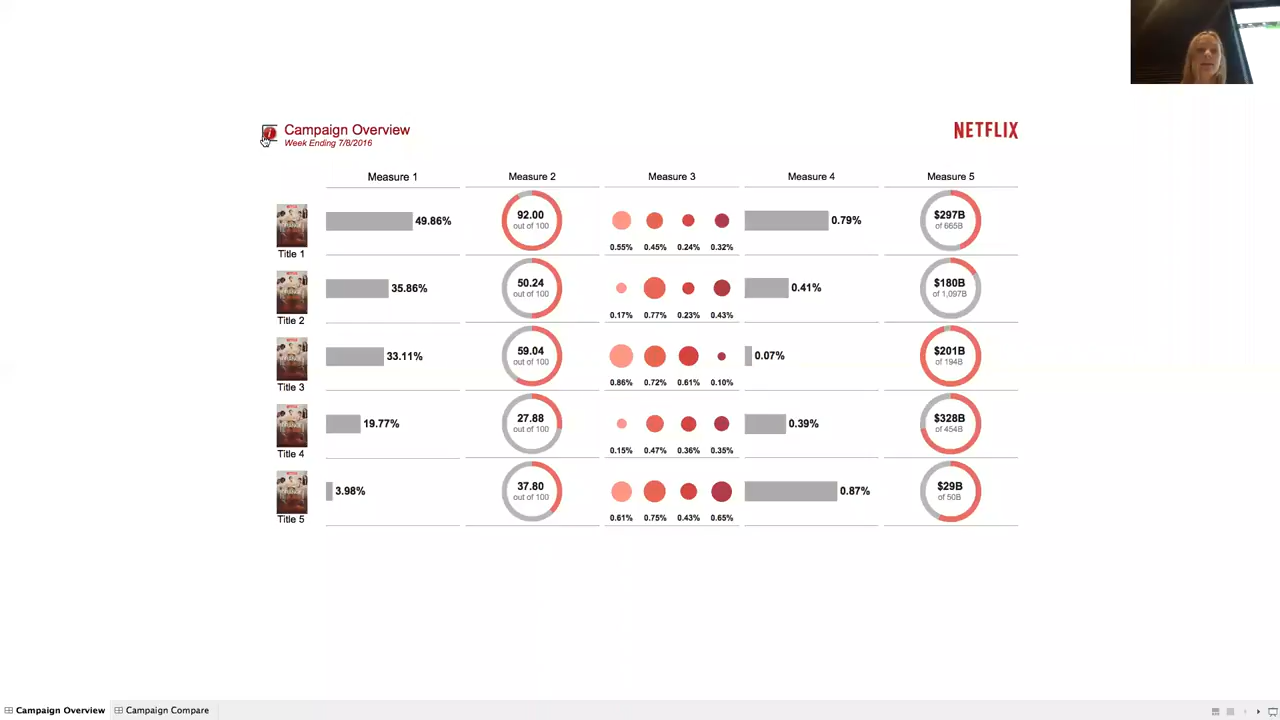 Campaign Overview
Week Ending 7/8/2016
NETFLIX
Measure 1
Measure 2
Measure 3
Measure 4
Measure 5
Title 1
49.86%
92.00
out of 100
0.55% 0.45% 0.24% 0.32%
0.79%
$297B
of 665B
Title 2
35.86%
50.24
out of 100
0.17% 0.77% 0.23% 0.43%
0.41%
$180B
of 1,097B
Title 3
33.11%
59.04
out of 100
0.86% 0.72% 0.61% 0.10%
0.07%
$201B
of 194B
Title 4
19.77%
27.88
out of 100
0.15% 0.47% 0.36% 0.35%
0.39%
$328B
of 454B
Title 5
3.98%
37.80
out of 100
0.61% 0.75% 0.43% 0.65%
0.87%
$29B
of 50B
Campaign Overview
Campaign Compare